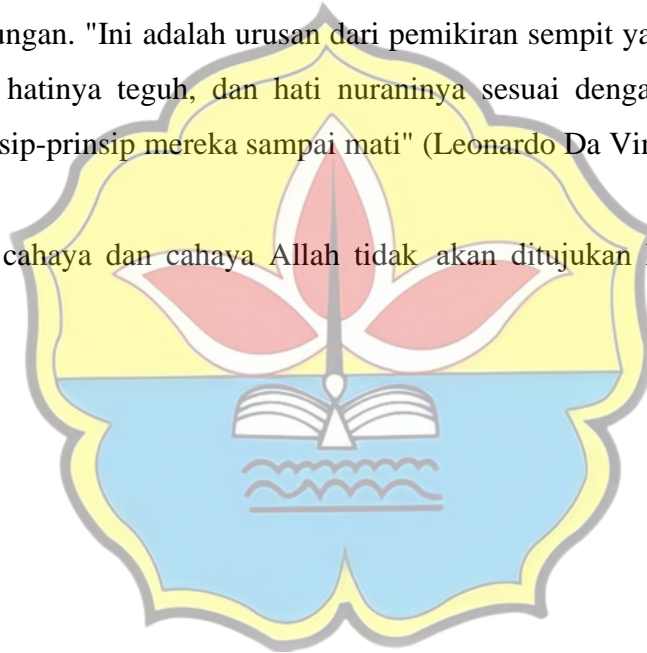 ungan. "Ini adalah urusan dari pemikiran sempit ya
hatinya teguh, dan hati nuraninya sesuai denga
sip-prinsip mereka sampai mati" (Leonardo Da Vin
cahaya dan cahaya Allah tidak akan ditujukan